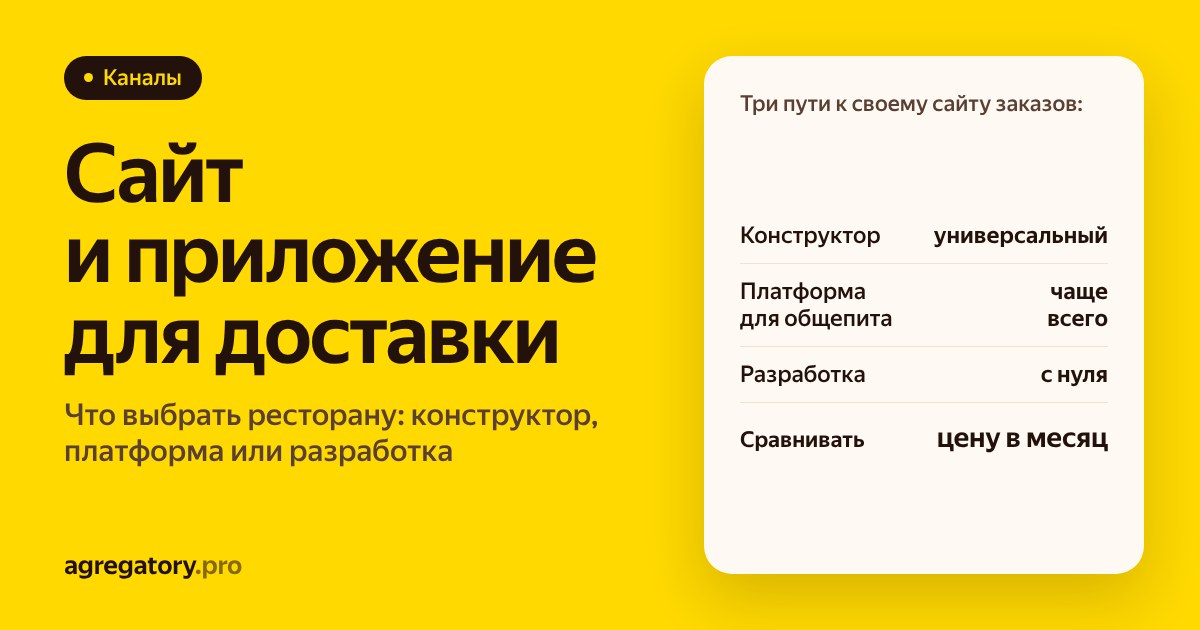 Каналы
Сайт
и приложение
для доставки
Что выбрать ресторану: конструктор,
платформа или разработка
agregatory.pro
Три пути к своему сайту заказов:
Конструктор универсальный
Платформа чаще
для общепита всего
Разработка с нуля
Сравнивать цену в месяц